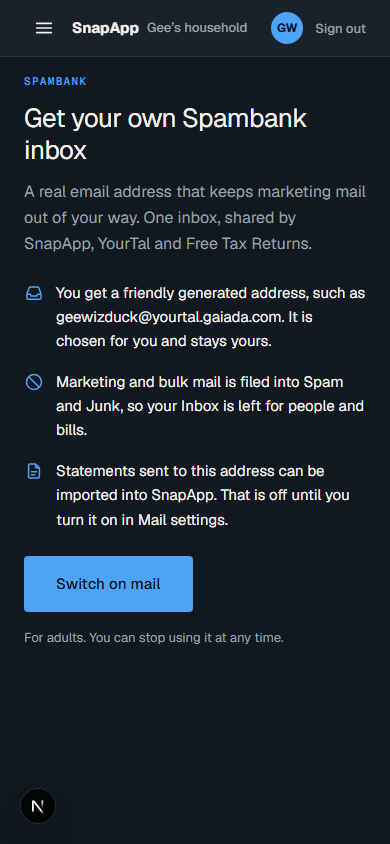 SnapApp Gee's household GW Sign out
SPAMBANK
Get your own Spambank
inbox
A real email address that keeps marketing mail
out of your way. One inbox, shared by
SnapApp, YourTal and Free Tax Returns.
You get a friendly generated address, such as
geewizduck@yourtal.gaiada.com. It is
chosen for you and stays yours.
Marketing and bulk mail is filed into Spam
and Junk, so your Inbox is left for people and
bills.
Statements sent to this address can be
imported into SnapApp. That is off until you
turn it on in Mail settings.
Switch on mail
For adults. You can stop using it at any time.
N